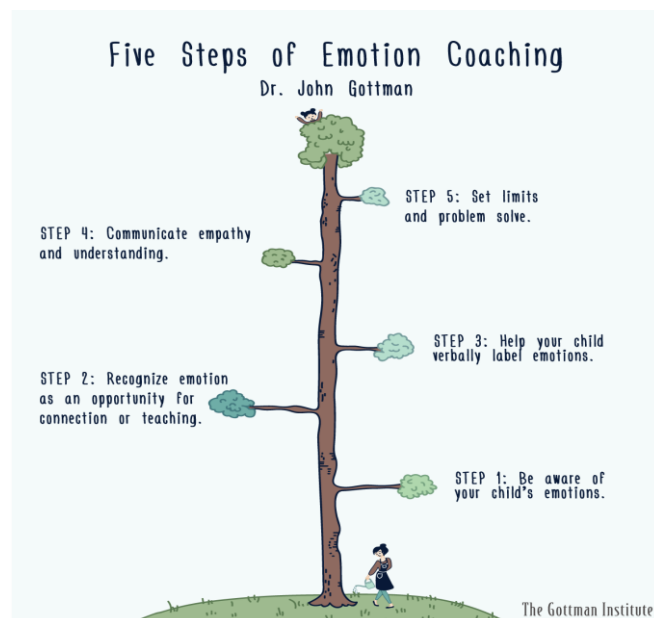 Five Steps of Emotion Coaching
Dr. John Gottman
STEP 5: Set limits
and problem solve.
STEP 4: Communicate empathy
and understanding.
STEP 3: Help your child
verbally label emotions.
STEP 2: Recognize emotion
as an opportunity for
connection or teaching.
STEP 1: Be aware of
your child's emotions.
The Gottman Institute